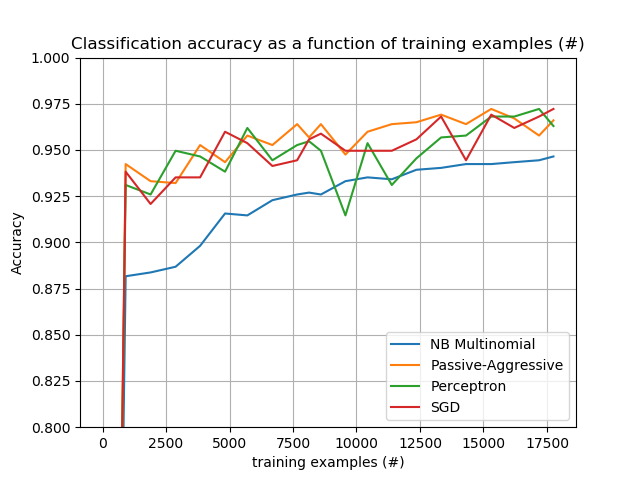 Classification accuracy as a function of training examples (#)
1.000
0.975
0.950
0.925
0.900
0.875
0.850
0.825
0.800
Accuracy
NB Multinomial
Passive-Aggressive
Perceptron
SGD
0 2500 5000 7500 10000 12500 15000 17500
training examples (#)